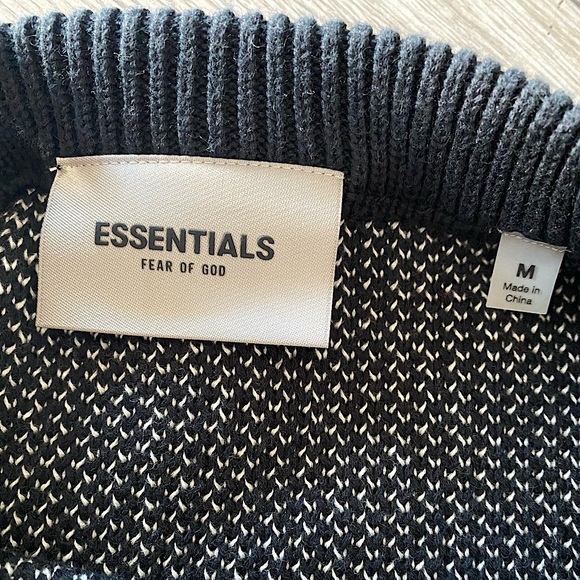 ESSENTIALS
FEAR OF GOD
M
Made in
China